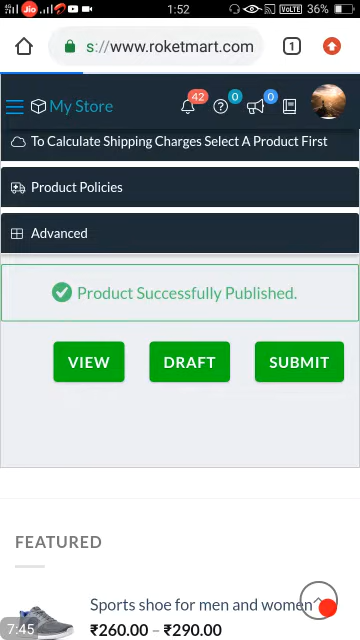 Jio
1:52
VoLTE
36%
s://www.roketmart.com
1
My Store
42
0
0
To Calculate Shipping Charges Select A Product First
Product Policies
Advanced
Product Successfully Published.
VIEW
DRAFT
SUBMIT
FEATURED
Sports shoe for men and women
₹260.00 – ₹290.00
7:45